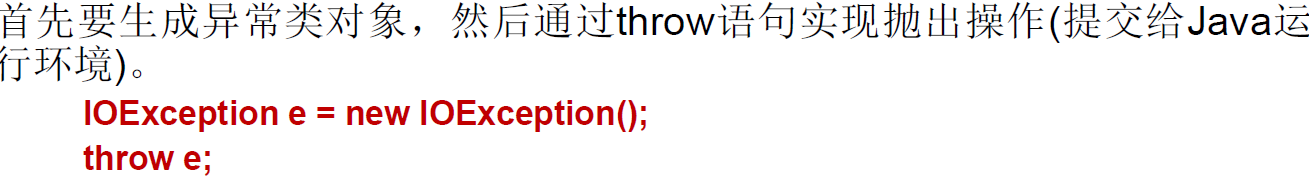 首先要生成异常类对象，然后通过throw语句实现抛出操作(提交给Java运
行环境)。
IOException e = new IOException();
throw e;